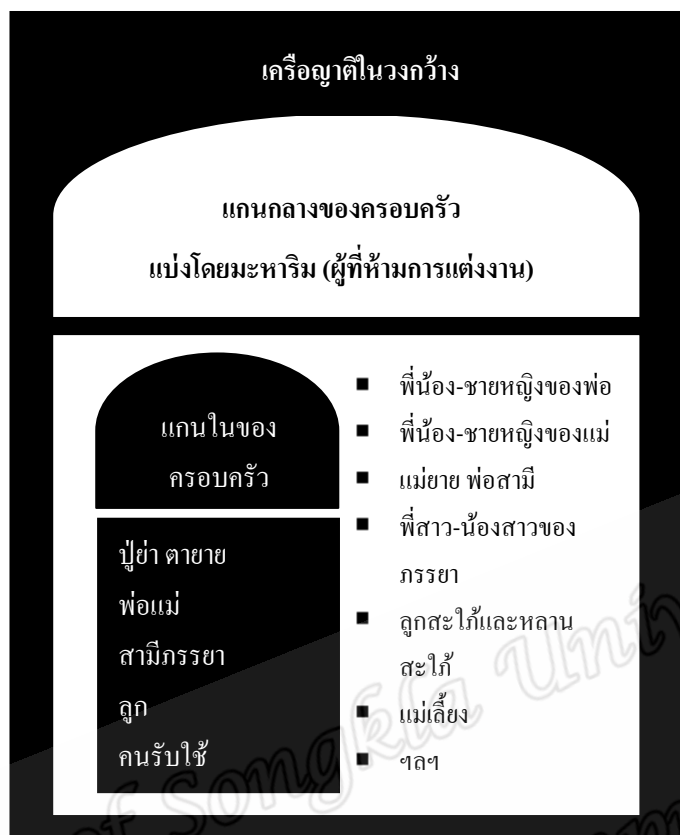 เครือญาติในวงกว้าง
แกนกลางของครอบครัว
แบ่งโดยมะหาริม (ผู้ที่ห้ามการแต่งงาน)
แกนในของ
ครอบครัว
ปู่ย่า ตายาย
พ่อแม่
สามีภรรยา
ลูก
คนรับใช้
▪ พี่น้อง-ชายหญิงของพ่อ
▪ พี่น้อง-ชายหญิงของแม่
▪ แม่ยาย พ่อสามี
▪ พี่สาว-น้องสาวของ
ภรรยา
▪ ลูกสะใภ้และหลาน
สะใภ้
▪ แม่เลี้ยง
▪ ฯลฯ
of Songkla